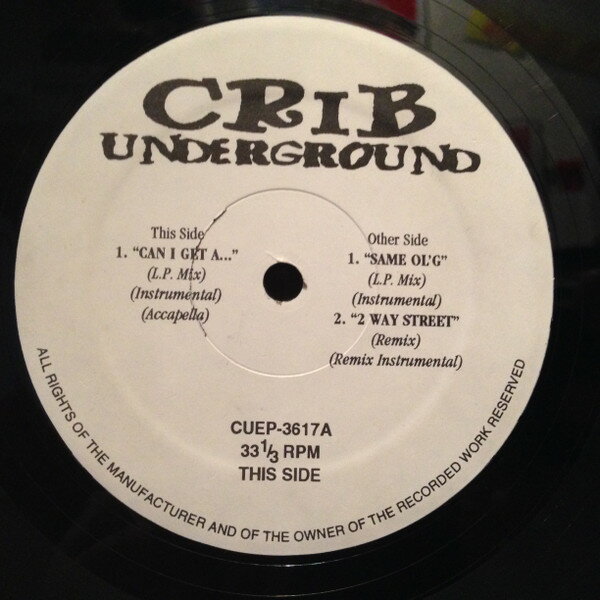 CRiB
UNDERGROUND
This Side
1. "CAN I GET A..."
(L.P. Mix)
(Instrumental)
(Accapella)
Other Side
1. "SAME OL'G"
(L.P. Mix)
(Instrumental)
2. "2 WAY STREET"
(Remix)
(Remix Instrumental)
CUEP-3617A
33 1/3 RPM
THIS SIDE
ALL RIGHTS OF THE MANUFACTURER AND OF THE OWNER OF THE RECORDED WORK RESERVED